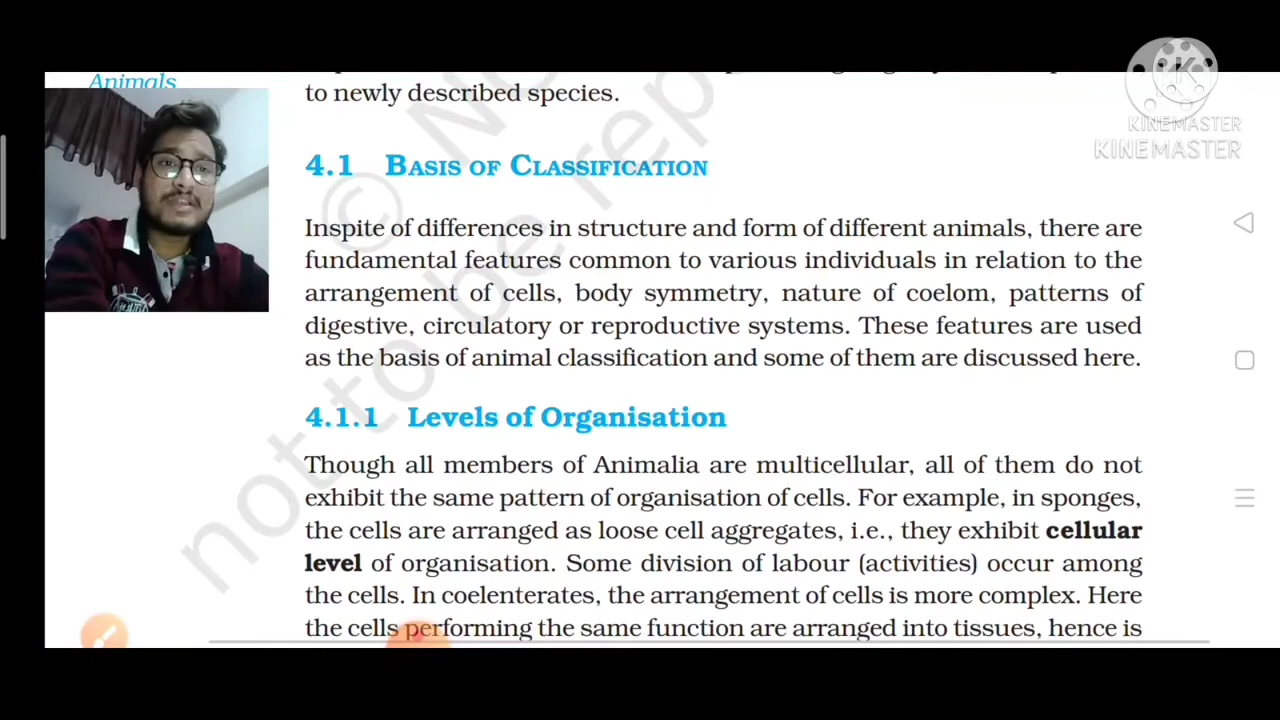 Animals
to newly described species.
4.1 BASIS OF CLASSIFICATION
Inspite of differences in structure and form of different animals, there are
fundamental features common to various individuals in relation to the
arrangement of cells, body symmetry, nature of coelom, patterns of
digestive, circulatory or reproductive systems. These features are used
as the basis of animal classification and some of them are discussed here.
4.1.1 Levels of Organisation
Though all members of Animalia are multicellular, all of them do not
exhibit the same pattern of organisation of cells. For example, in sponges,
the cells are arranged as loose cell aggregates, i.e., they exhibit cellular
level of organisation. Some division of labour (activities) occur among
the cells. In coelenterates, the arrangement of cells is more complex. Here
the cells performing the same function are arranged into tissues, hence is
© N
not to be rep
K
KINEMASTER
KINEMASTER